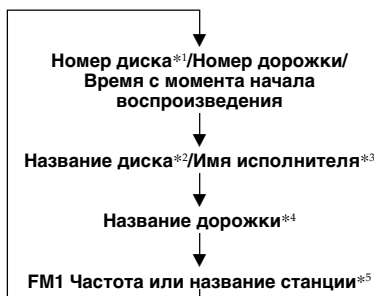 Номер диска*1/Номер дорожки/
Время с момента начала
воспроизведения
Название диска*2/Имя исполнителя*3
Название дорожки*4
FM1 Частота или название станции*5